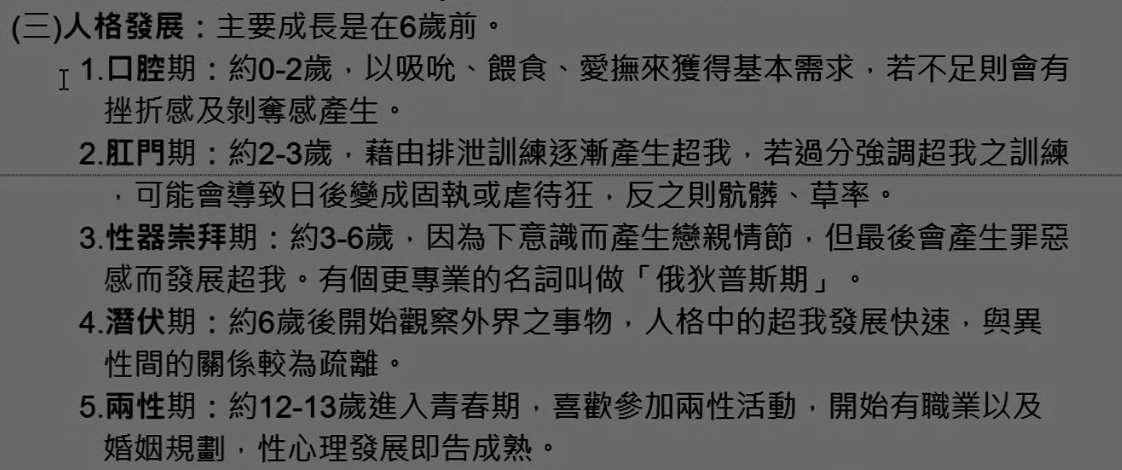 (三)人格發展：主要成長是在6歲前。
1.口腔期：約0-2歲，以吸吮、餵食、愛撫來獲得基本需求，若不足則會有
挫折感及剝奪感產生。
2.肛門期：約2-3歲，藉由排泄訓練逐漸產生超我，若過分強調超我之訓練
，可能會導致日後變成固執或虐待狂，反之則骯髒、草率。
3.性器崇拜期：約3-6歲，因為下意識而產生戀親情節，但最後會產生罪惡
感而發展超我。有個更專業的名詞叫做「俄狄普斯期」。
4.潛伏期：約6歲後開始觀察外界之事物，人格中的超我發展快速，與異
性間的關係較為疏離。
5.兩性期：約12-13歲進入青春期，喜歡參加兩性活動，開始有職業以及
婚姻規劃，性心理發展即告成熟。